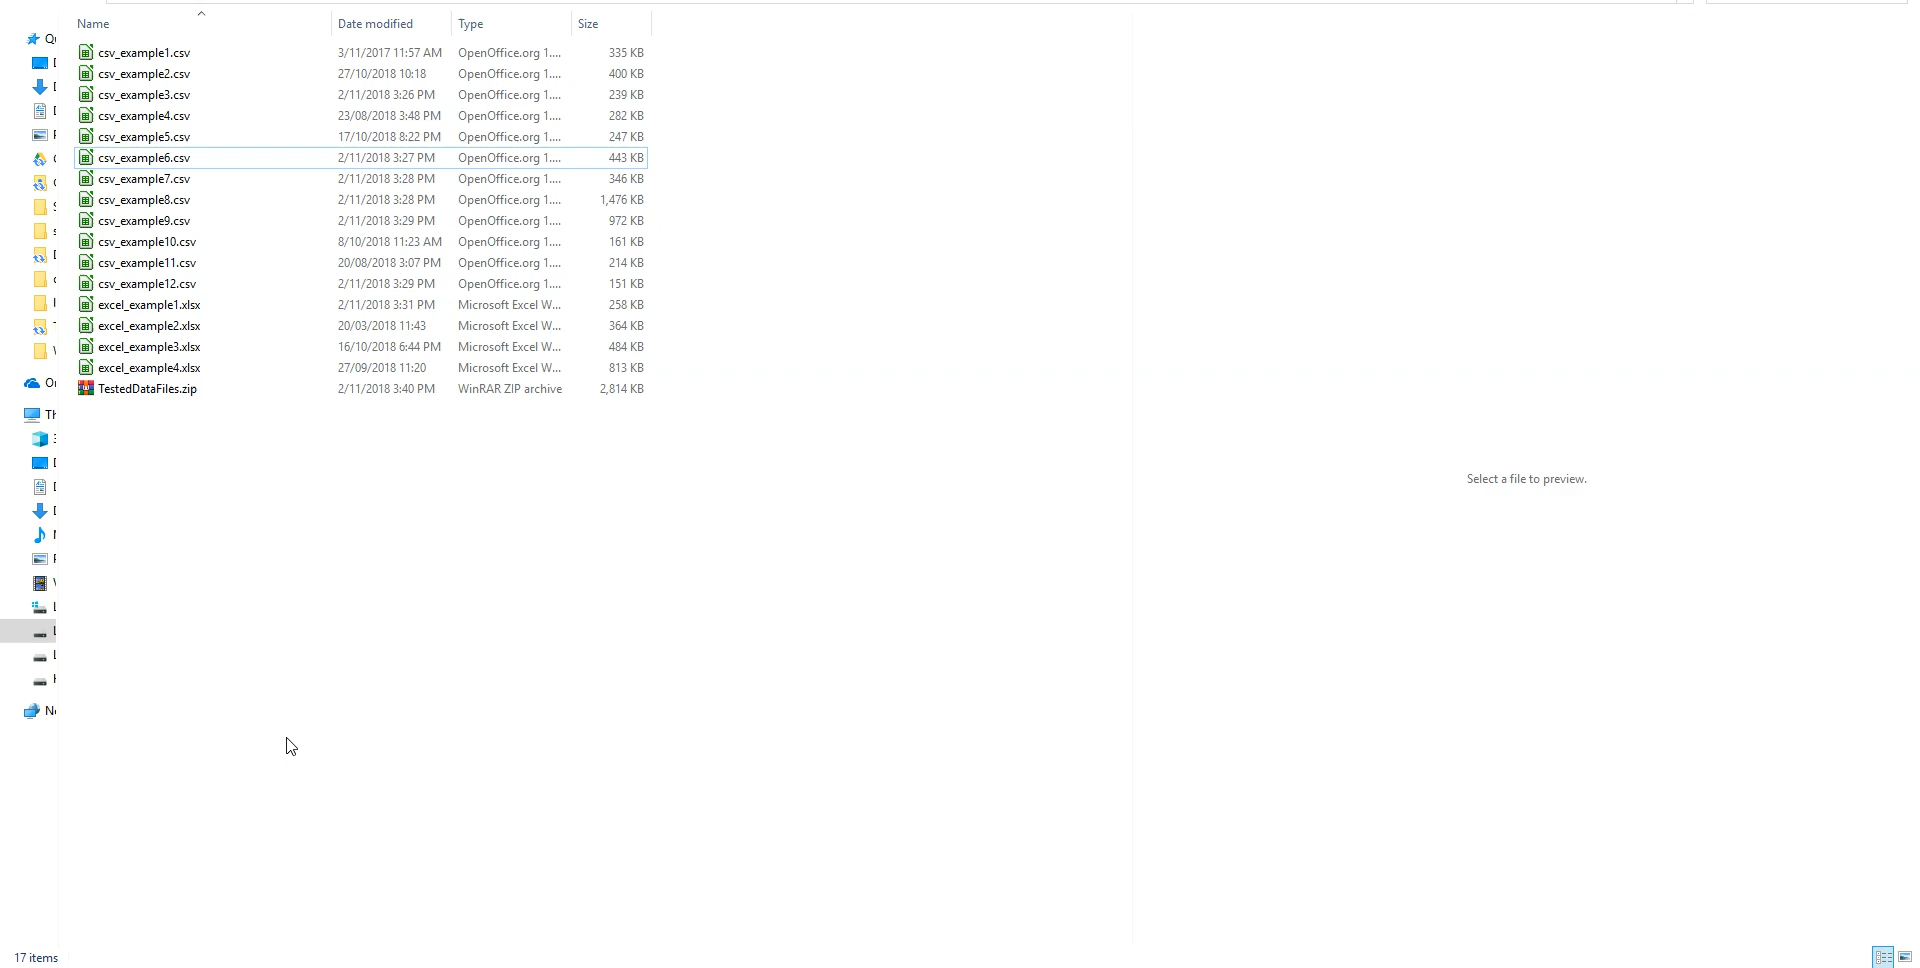 Name Date modified Type Size
csv_example1.csv 3/11/2017 11:57 AM OpenOffice.org 1.... 335 KB
csv_example2.csv 27/10/2018 10:18 OpenOffice.org 1.... 400 KB
csv_example3.csv 2/11/2018 3:26 PM OpenOffice.org 1.... 239 KB
csv_example4.csv 23/08/2018 3:48 PM OpenOffice.org 1.... 282 KB
csv_example5.csv 17/10/2018 8:22 PM OpenOffice.org 1.... 247 KB
csv_example6.csv 2/11/2018 3:27 PM OpenOffice.org 1.... 443 KB
csv_example7.csv 2/11/2018 3:28 PM OpenOffice.org 1.... 346 KB
csv_example8.csv 2/11/2018 3:28 PM OpenOffice.org 1.... 1,476 KB
csv_example9.csv 2/11/2018 3:29 PM OpenOffice.org 1.... 972 KB
csv_example10.csv 8/10/2018 11:23 AM OpenOffice.org 1.... 161 KB
csv_example11.csv 20/08/2018 3:07 PM OpenOffice.org 1.... 214 KB
csv_example12.csv 2/11/2018 3:29 PM OpenOffice.org 1.... 151 KB
excel_example1.xlsx 2/11/2018 3:31 PM Microsoft Excel W... 258 KB
excel_example2.xlsx 20/03/2018 11:43 Microsoft Excel W... 364 KB
excel_example3.xlsx 16/10/2018 6:44 PM Microsoft Excel W... 484 KB
excel_example4.xlsx 27/09/2018 11:20 Microsoft Excel W... 813 KB
TestedDataFiles.zip 2/11/2018 3:40 PM WinRAR ZIP archive 2,814 KB
Select a file to preview.
17 items